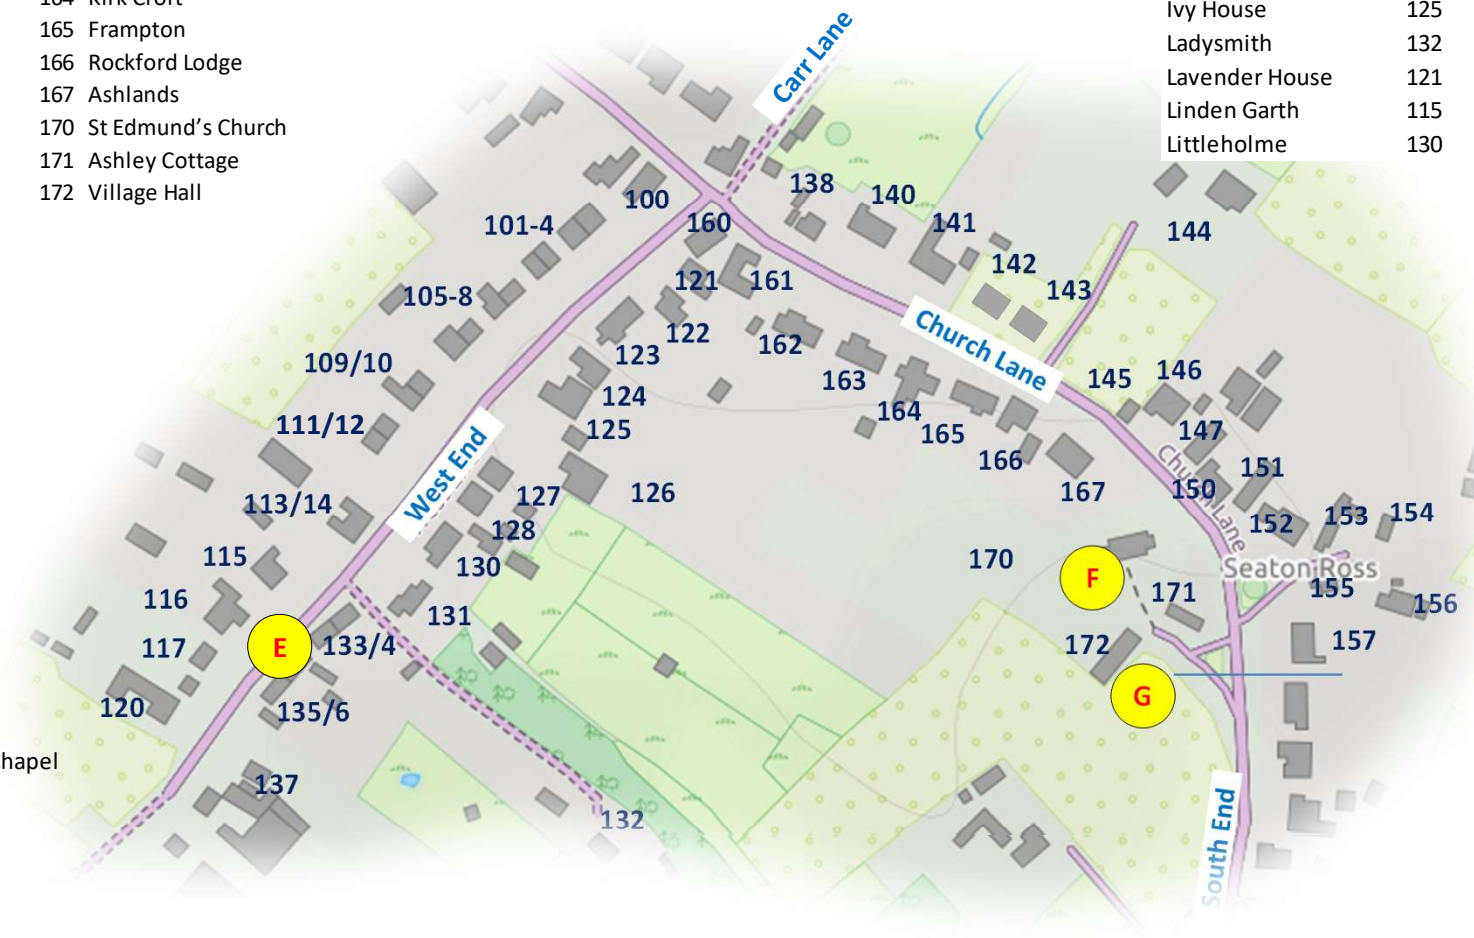 164 Kirk Croft
165 Frampton
166 Rockford Lodge
167 Ashlands
170 St Edmund's Church
171 Ashley Cottage
172 Village Hall
Ivy House 125
Ladysmith 132
Lavender House 121
Linden Garth 115
Littleholme 130
Carr Lane
138
140
100
101-4
160
141
144
142
121
161
143
105-8
122
162
123
Church Lane
109/10
163
145
146
124
164
111/12
125
165
147
West End
166
151
127
126
167
Church Lane
150
113/14
128
152
153
154
115
130
170
F
Seaton Ross
171
155
116
131
156
117
E
133/4
172
157
G
120
135/6
hapel
137
132
South End